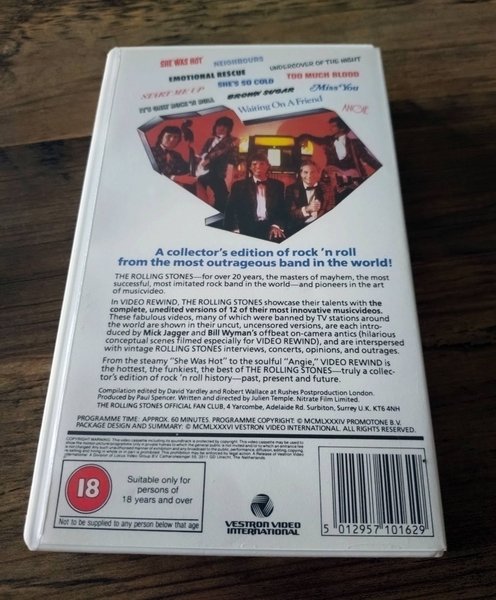 SHE WAS HOT NEIGHBOURS UNDERCOVER OF THE NIGHT
EMOTIONAL RESCUE TOO MUCH BLOOD
START ME UP SHE'S SO COLD Miss You
IT'S ONLY ROCK'N ROLL BROWN SUGAR
Waiting On A Friend ANGIE
A collector's edition of rock 'n roll
from the most outrageous band in the world!
THE ROLLING STONES—for over 20 years, the masters of mayhem, the most
successful, most imitated rock band in the world—and pioneers in the art
of musicvideo.
In VIDEO REWIND, THE ROLLING STONES showcase their talents with the
complete, unedited versions of 12 of their most innovative musicvideos.
These fabulous videos, many of which were banned by TV stations around
the world are shown in their uncut, uncensored versions, are each intro-
duced by Mick Jagger and Bill Wyman's offbeat on-camera antics (hilarious
conceptual scenes filmed especially for VIDEO REWIND), and are interspersed
with vintage ROLLING STONES interviews, concerts, opinions, and outrages.
From the steamy "She Was Hot" to the soulful "Angie," VIDEO REWIND is
the hottest, the funkiest, the best of THE ROLLING STONES—truly a collec-
tor's edition of rock 'n roll history—past, present and future.
Compilation edited by David Yardley and Robert Wallace at Rushes Postproduction London.
Produced by Paul Spencer. Written and directed by Julien Temple. Nitrate Film Limited.
THE ROLLING STONES OFFICIAL FAN CLUB, 4 Yarcombe, Adelaide Rd. Surbiton, Surrey U.K. KT6 4NH
PROGRAMME TIME: APPROX. 60 MINUTES. PROGRAMME COPYRIGHT: © MCMLXXXIV PROMOTONE B.V.
PACKAGE DESIGN AND SUMMARY: © MCMLXXXVI VESTRON VIDEO INTERNATIONAL. ALL RIGHTS RESERVED.
18
Suitable only for
persons of
18 years and over
Not to be supplied to any person below that age
VESTRON VIDEO
INTERNATIONAL
5 012957 101629